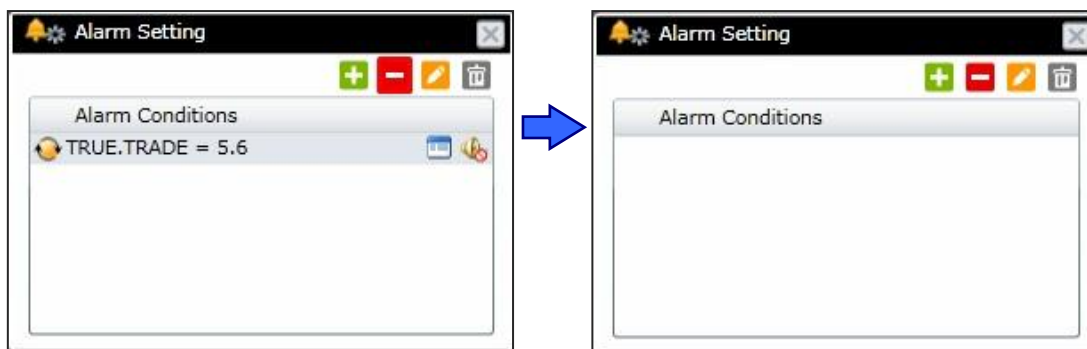 Alarm Setting
Alarm Conditions
TRUE.TRADE = 5.6
Alarm Setting
Alarm Conditions